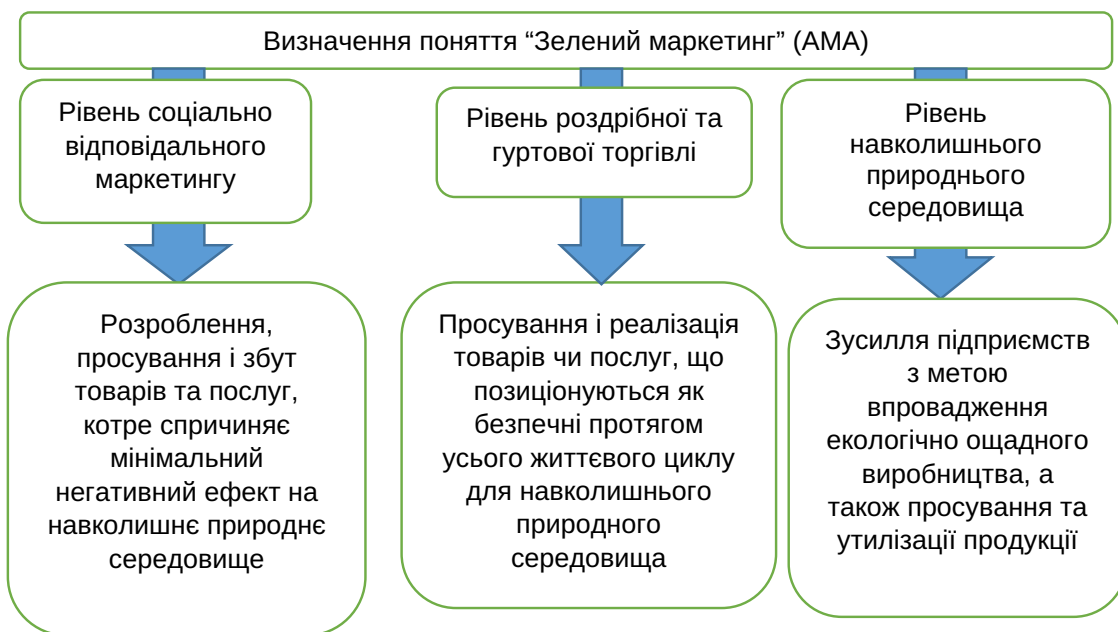 Визначення поняття “Зелений маркетинг” (АМА)
Рівень соціально
відповідального
маркетингу
Рівень роздрібної та
гуртової торгівлі
Рівень
навколишнього
природнього
середовища
Розроблення,
просування і збут
товарів та послуг,
котре спричиняє
мінімальний
негативний ефект на
навколишнє природнє
середовище
Просування і реалізація
товарів чи послуг, що
позиціонуються як
безпечні протягом
усього життєвого циклу
для навколишнього
природного
середовища
Зусилля підприємств
з метою
впровадження
екологічно ощадного
виробництва, а
також просування та
утилізації продукції